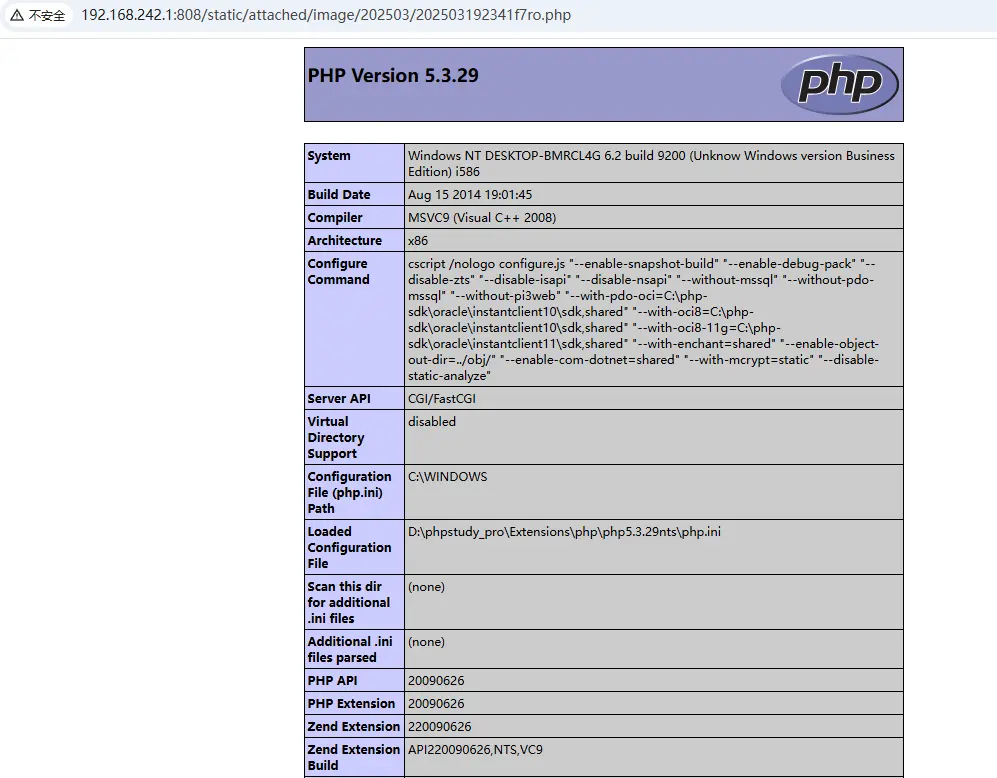 不安全 192.168.242.1:808/static/attached/image/202503/202503192341f7ro.php
PHP Version 5.3.29
php
System
Windows NT DESKTOP-BMRCL4G 6.2 build 9200 (Unknow Windows version Business
Edition) i586
Build Date
Aug 15 2014 19:01:45
Compiler
MSVC9 (Visual C++ 2008)
Architecture
x86
Configure
Command
cscript /nologo configure.js "--enable-snapshot-build" "--enable-debug-pack" "--
disable-zts" "--disable-isapi" "--disable-nsapi" "--without-mssql" "--without-pdo-
mssql" "--without-pi3web" "--with-pdo-oci=C:\php-
sdk\oracle\instantclient10\sdk,shared" "--with-oci8=C:\php-
sdk\oracle\instantclient10\sdk,shared" "--with-oci8-11g=C:\php-
sdk\oracle\instantclient11\sdk,shared" "--with-enchant=shared" "--enable-object-
out-dir=../obj/" "--enable-com-dotnet=shared" "--with-mcrypt=static" "--disable-
static-analyze"
Server API
CGI/FastCGI
Virtual
Directory
Support
disabled
Configuration
File (php.ini)
Path
C:\WINDOWS
Loaded
Configuration
File
D:\phpstudy_pro\Extensions\php\php5.3.29nts\php.ini
Scan this dir
for additional
.ini files
(none)
Additional .ini
files parsed
(none)
PHP API
20090626
PHP Extension
20090626
Zend Extension
220090626
Zend Extension
Build
API220090626,NTS,VC9